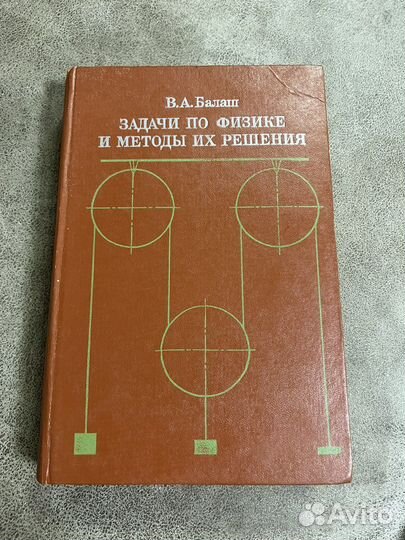 В.А.Балаш
ЗАДАЧИ ПО ФИЗИКЕ
И МЕТОДЫ ИХ РЕШЕНИЯ
Avito